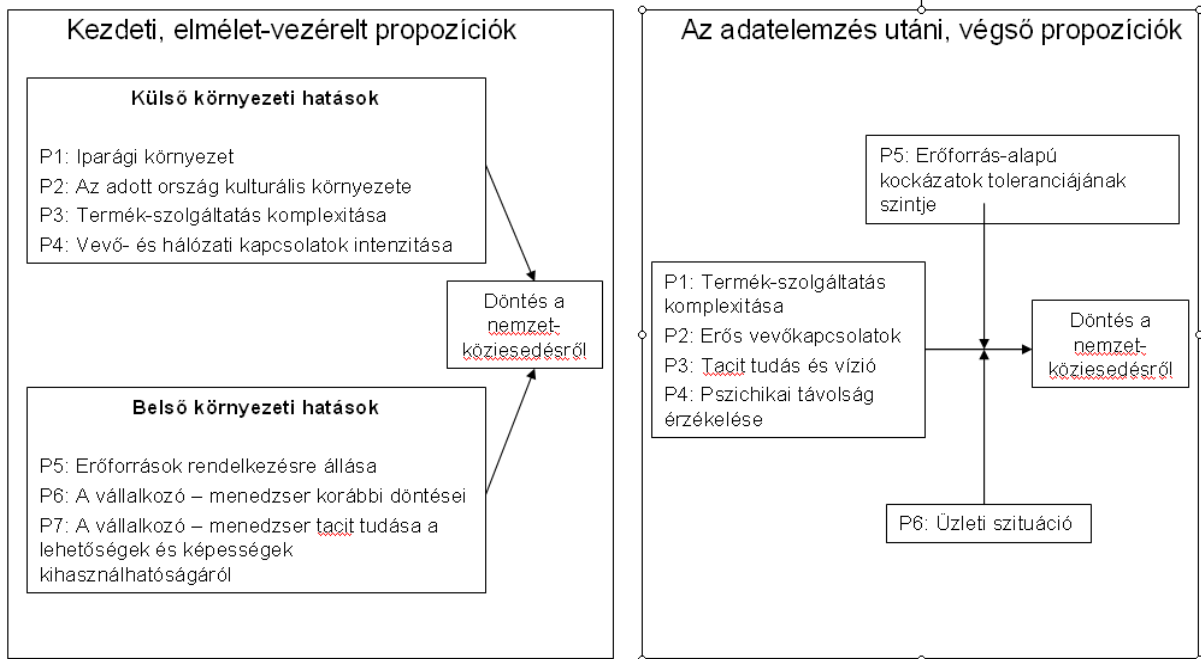 Kezdeti, elmélet-vezérelt propozíciók
Külső környezeti hatások
P1: Iparági környezet
P2: Az adott ország kulturális környezete
P3: Termék-szolgáltatás komplexitása
P4: Vevő- és hálózati kapcsolatok intenzitása
Döntés a
nemzet-
köziesedésről
Belső környezeti hatások
P5: Erőforrások rendelkezésre állása
P6: A vállalkozó – menedzser korábbi döntései
P7: A vállalkozó – menedzser tacit tudása a
lehetőségek és képességek
kihasználhatóságáról
Az adatelemzés utáni, végső propozíciók
P5: Erőforrás-alapú
kockázatok toleranciájának
szintje
P1: Termék-szolgáltatás
komplexitása
P2: Erős vevőkapcsolatok
P3: Tacit tudás és vízió
P4: Pszichikai távolság
érzékelése
Döntés a
nemzet-
köziesedésről
P6: Üzleti szituáció